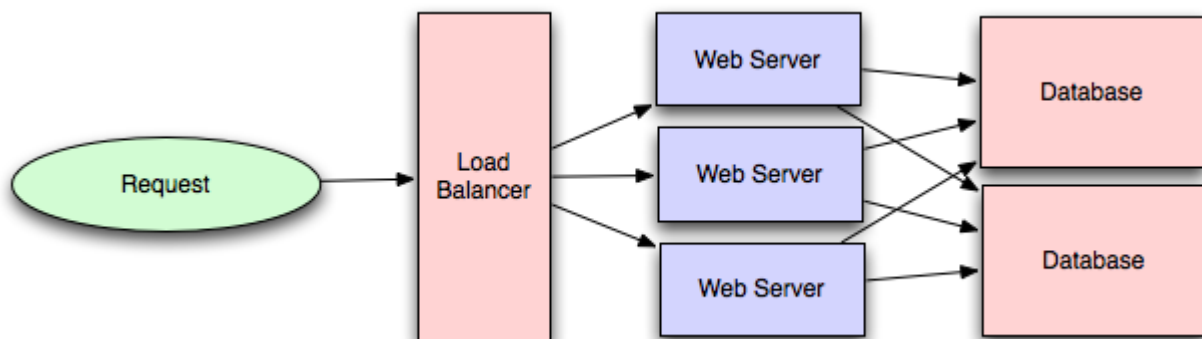 Request
Load
Balancer
Web Server
Web Server
Web Server
Database
Database